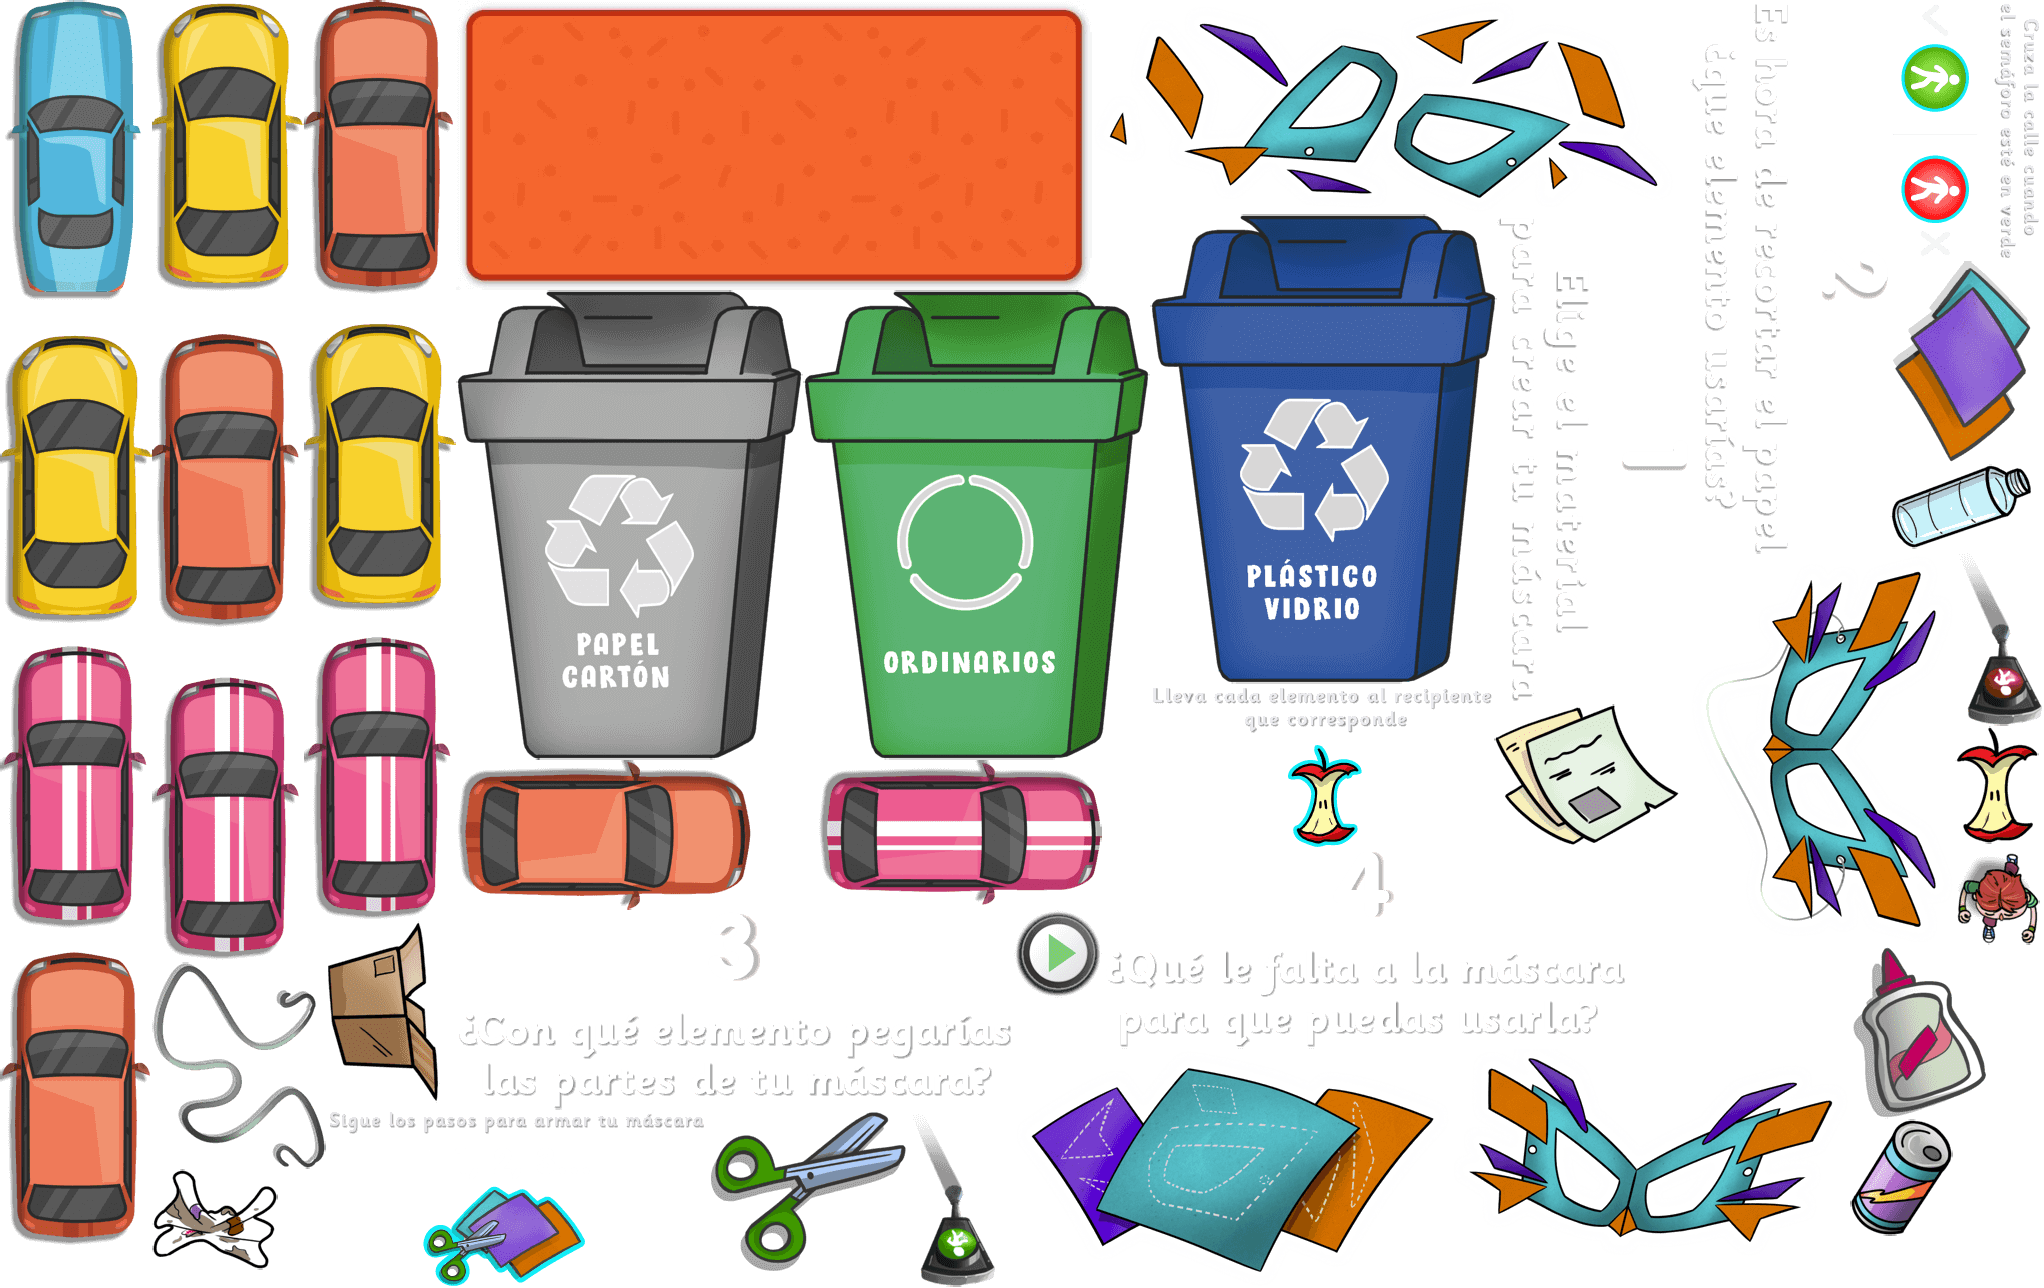 PAPEL
CARTÓN
ORDINARIOS
PLÁSTICO
VIDRIO
Lleva cada elemento al recipiente
que corresponde
Elige el material
para crear tu máscara
1
Es hora de recortar el papel
¿que elemento usarías?
2
Cruza la calle cuando
el semáforo esté en verde
3
¿Con qué elemento pegarías
las partes de tu máscara?
Sigue los pasos para armar tu máscara
4
¿Qué le falta a la máscara
para que puedas usarla?